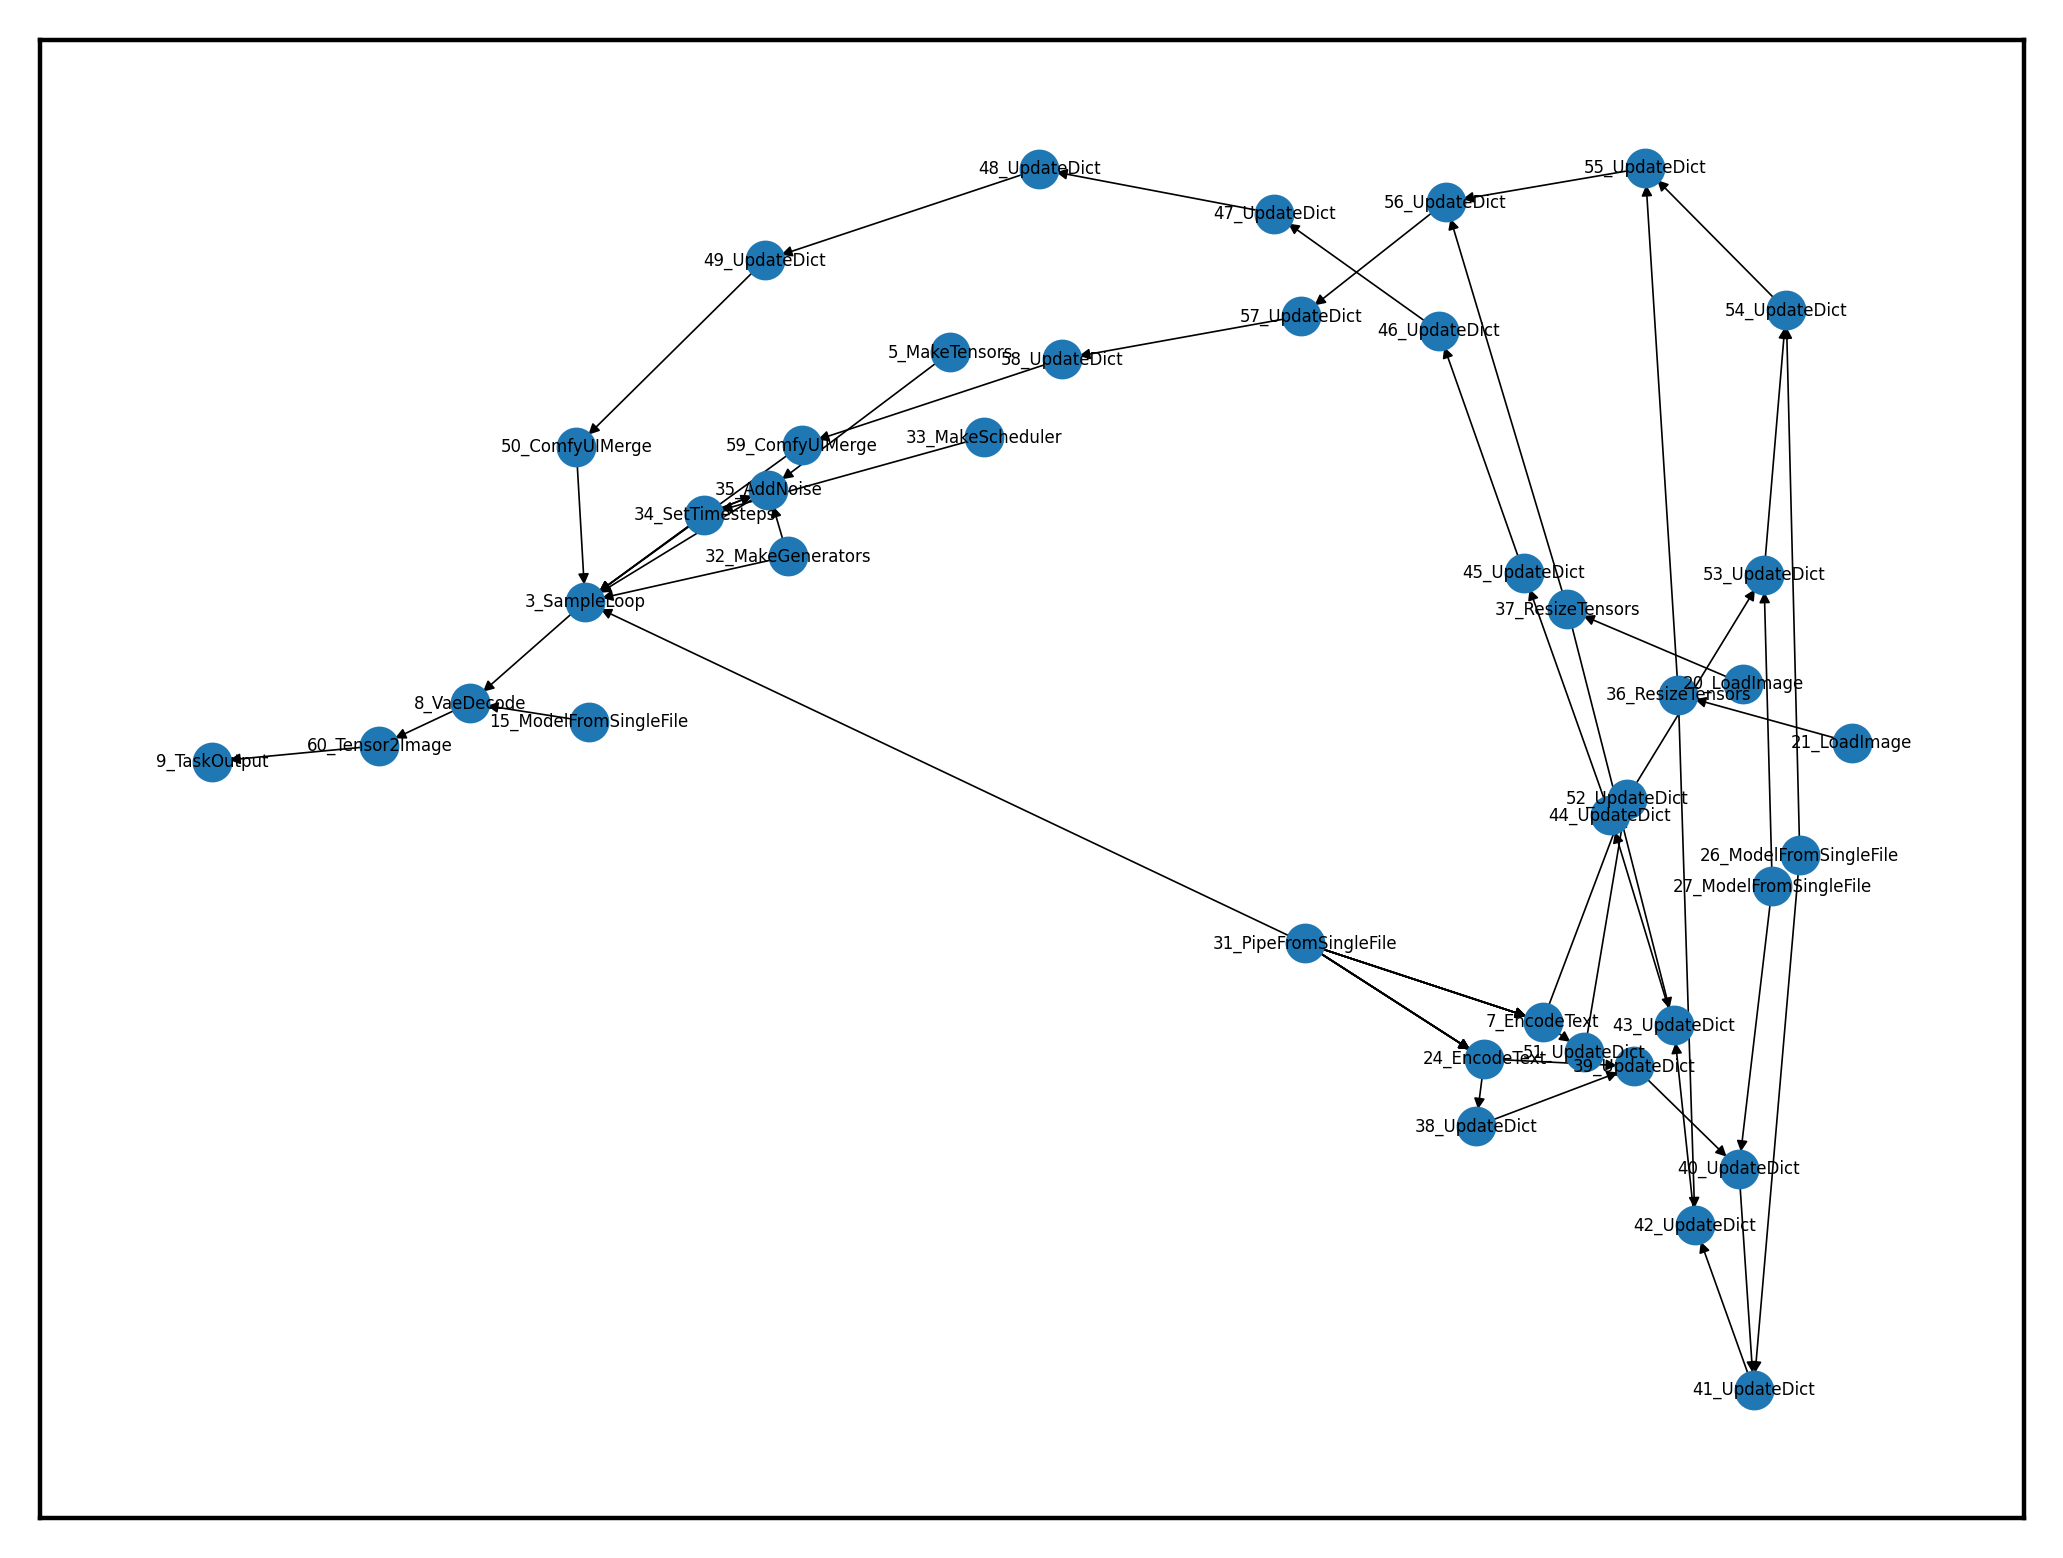 55_UpdateDict
48_UpdateDict
56_UpdateDict
47_UpdateDict
49_UpdateDict
54_UpdateDict
57_UpdateDict
46_UpdateDict
5_MakeTensors
58_UpdateDict
33_MakeScheduler
50_ComfyUIMerge
59_ComfyUIMerge
35_AddNoise
34_SetTimesteps
32_MakeGenerators
45_UpdateDict
53_UpdateDict
3_SampleLoop
37_ResizeTensors
20_LoadImage
36_ResizeTensors
8_VaeDecode
15_ModelFromSingleFile
21_LoadImage
60_Tensor2Image
9_TaskOutput
52_UpdateDict
44_UpdateDict
26_ModelFromSingleFile
27_ModelFromSingleFile
31_PipeFromSingleFile
7_EncodeText
43_UpdateDict
51_UpdateDict
24_EncodeText
39_UpdateDict
38_UpdateDict
40_UpdateDict
42_UpdateDict
41_UpdateDict